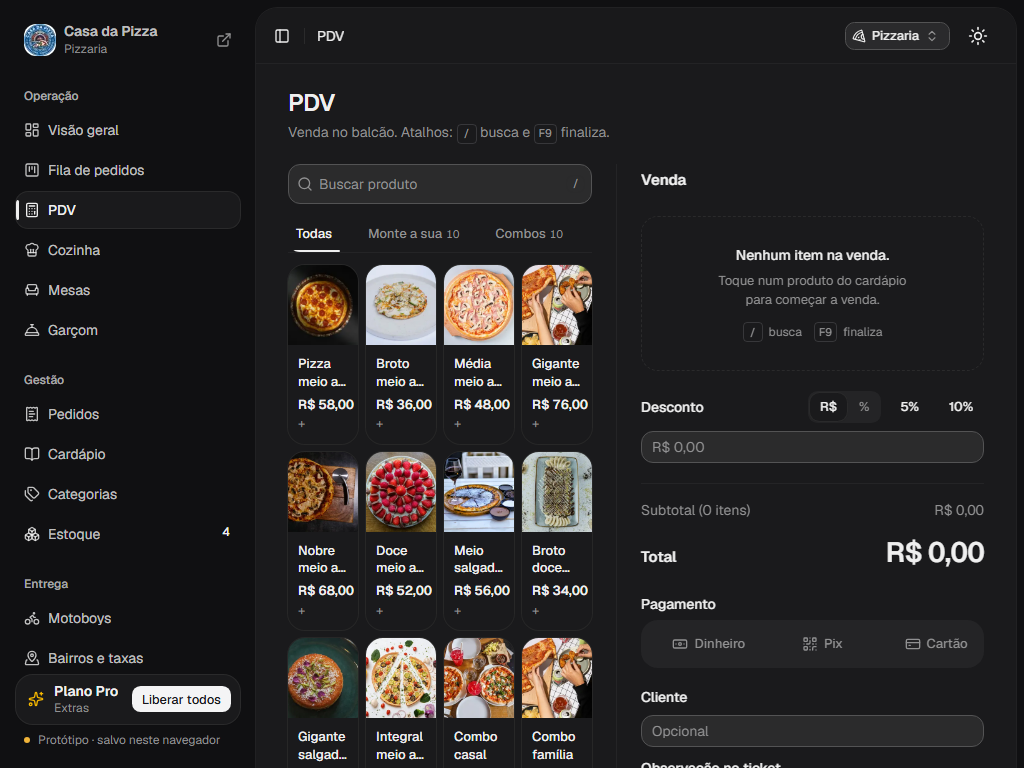 Casa da Pizza
Pizzaria
Operação
Visão geral
Fila de pedidos
PDV
Cozinha
Mesas
Garçom
Gestão
Pedidos
Cardápio
Categorias
Estoque 4
Entrega
Motoboys
Bairros e taxas
Plano Pro
Extras
Liberar todos
Protótipo · salvo neste navegador
PDV
Pizzaria
PDV
Venda no balcão. Atalhos: / busca e F9 finaliza.
Buscar produto /
Todas Monte a sua 10 Combos 10
Pizza meio a...
R$ 58,00
+
Broto meio a...
R$ 36,00
+
Média meio a...
R$ 48,00
+
Gigante meio a...
R$ 76,00
+
Nobre meio a...
R$ 68,00
+
Doce meio a...
R$ 52,00
+
Meio salgad...
R$ 56,00
+
Broto doce...
R$ 34,00
+
Gigante salgad...
Integral meio a...
Combo casal
Combo família
Venda
Nenhum item na venda.
Toque num produto do cardápio
para começar a venda.
/ busca F9 finaliza
Desconto R$ % 5% 10%
R$ 0,00
Subtotal (0 itens) R$ 0,00
Total R$ 0,00
Pagamento
Dinheiro Pix Cartão
Cliente
Opcional
Observação no ticket